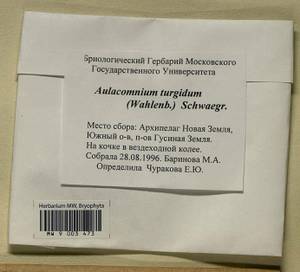 Бриологический Гербарий Московского
Государственного Университета
Aulacomnium turgidum
(Wahlenb.) Schwaegr.
Место сбора: Архипелаг Новая Земля,
Южный о-в, п-ов Гусиная Земля.
На кочке в вездеходной колее.
Собрала 28.08.1996. Баринова М.А.
Определила Чуракова Е.Ю.
Herbarium MW, Bryophyta
MW 9 003 473